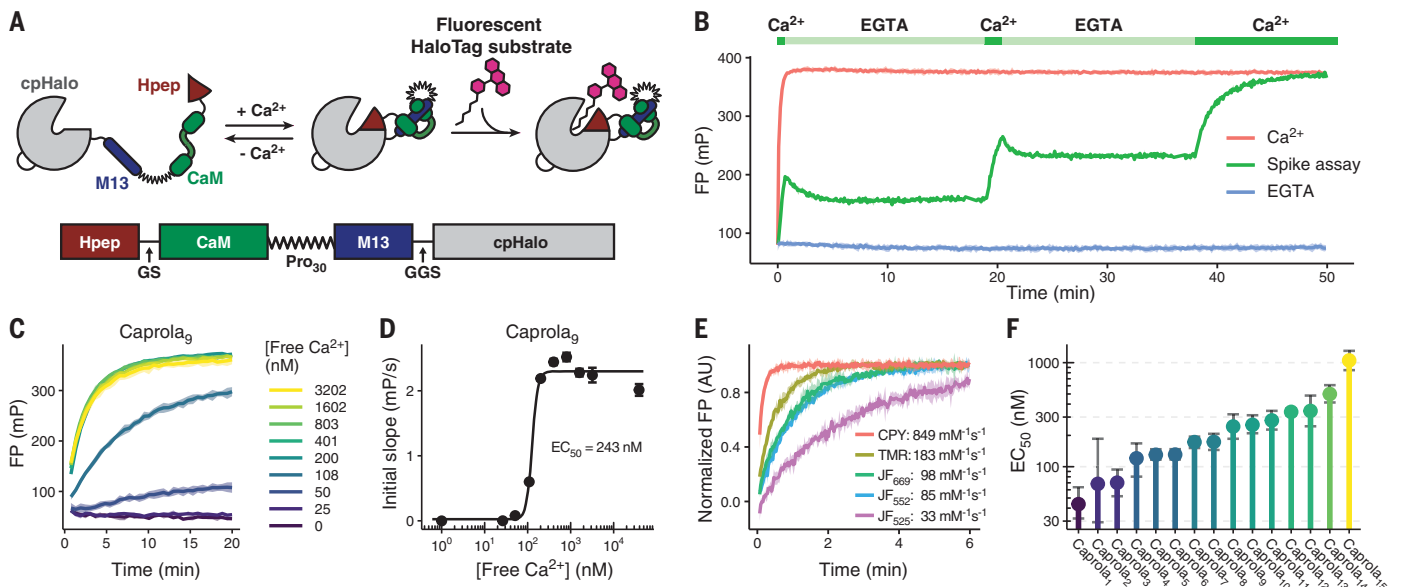 A
Fluorescent
HaloTag substrate
cpHalo
Hpep
+ Ca²⁺
- Ca²⁺
M13
CaM
Hpep
CaM
M13
cpHalo
GS
Pro₃₀
GGS
B
Ca²⁺
EGTA
Ca²⁺
EGTA
Ca²⁺
400
300
200
100
FP (mP)
Ca²⁺
Spike assay
EGTA
0
10
20
30
40
50
Time (min)
C
Caprola₉
[Free Ca²⁺]
(nM)
300
200
100
FP (mP)
3202
1602
803
401
200
108
50
25
0
0
5
10
15
20
Time (min)
D
Caprola₉
2
1
0
Initial slope (mP/s)
EC₅₀ = 243 nM
10⁰
10¹
10²
10³
10⁴
[Free Ca²⁺] (nM)
E
0.8
0.4
0.0
Normalized FP (AU)
CPY: 849 mM⁻¹s⁻¹
TMR: 183 mM⁻¹s⁻¹
JF₆₆₉: 98 mM⁻¹s⁻¹
JF₅₅₂: 85 mM⁻¹s⁻¹
JF₅₂₅: 33 mM⁻¹s⁻¹
0
2
4
6
Time (min)
F
1000
300
100
30
EC₅₀ (nM)
Caprola₁
Caprola₂
Caprola₃
Caprola₄
Caprola₅
Caprola₆
Caprola₇
Caprola₈
Caprola₉
Caprola₁₀
Caprola₁₁
Caprola₁₂
Caprola₁₃
Caprola₁₄
Caprola₁₅